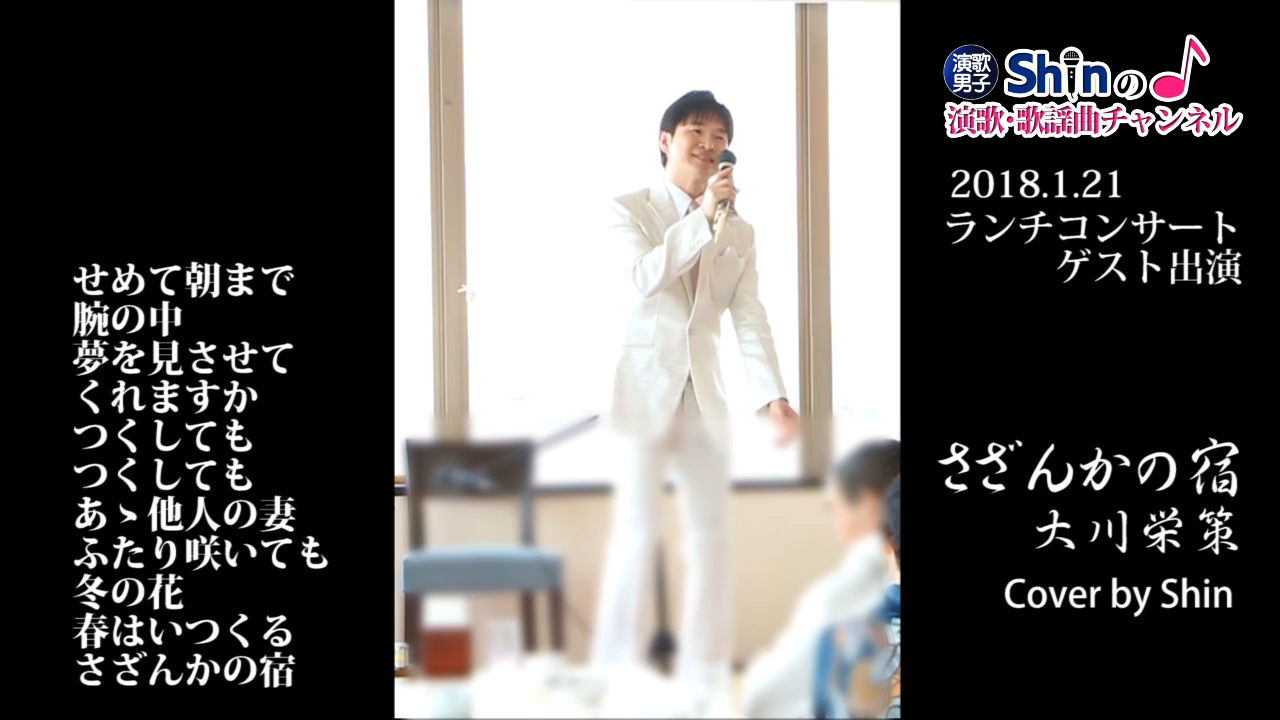 せめて朝まで
腕の中
夢を見させて
くれますか
つくしても
つくしても
あゝ他人の妻
ふたり咲いても
冬の花
春はいつくる
さざんかの宿
演歌男子
Shinの
演歌・歌謡曲チャンネル
2018.1.21
ランチコンサート
ゲスト出演
さざんかの宿
大川栄策
Cover by Shin